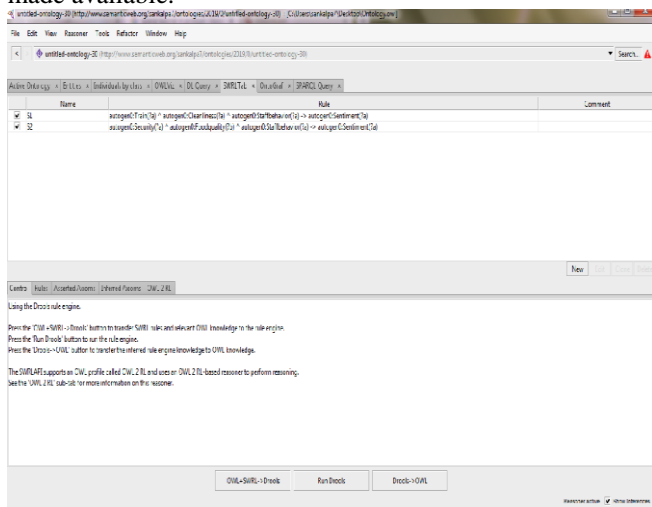 made available.
untitled-ontology-30 (http://www.semanticweb.org/sankalpa7/ontologies/2019/0/untitled-ontology-30) : [C:\Users\sankalpa7\Desktop\Ontology.owl]
File Edit View Reasoner Tools Refactor Window Help
< untitled-ontology-30 (http://www.semanticweb.org/sankalpa7/ontologies/2019/0/untitled-ontology-30) Search...
Active Ontology × Entities × Individuals by class × OWLViz × DL Query × SWRLTab × OntoGraf × SPARQL Query ×
Name Rule Comment
S1 autogen0:Train(?a) ^ autogen0:Cleanliness(?a) ^ autogen0:Staffbehavior(?a) -> autogen0:Sentiment(?a)
S2 autogen0:Security(?a) ^ autogen0:Foodquality(?a) ^ autogen0:Staffbehavior(?a) -> autogen0:Sentiment(?a)
New Edit Clone Delete
Control Rules Asserted Axioms Inferred Axioms OWL 2 RL
Using the Drools rule engine.
Press the 'OWL+SWRL->Drools' button to transfer SWRL rules and relevant OWL knowledge to the rule engine.
Press the 'Run Drools' button to run the rule engine.
Press the 'Drools->OWL' button to transfer the inferred rule engine knowledge to OWL knowledge.
The SWRLAPI supports an OWL profile called OWL 2 RL and uses an OWL 2 RL-based reasoner to perform reasoning.
See the 'OWL 2 RL' sub-tab for more information on this reasoner.
OWL+SWRL->Drools Run Drools Drools->OWL
Reasoner active Show Inferences